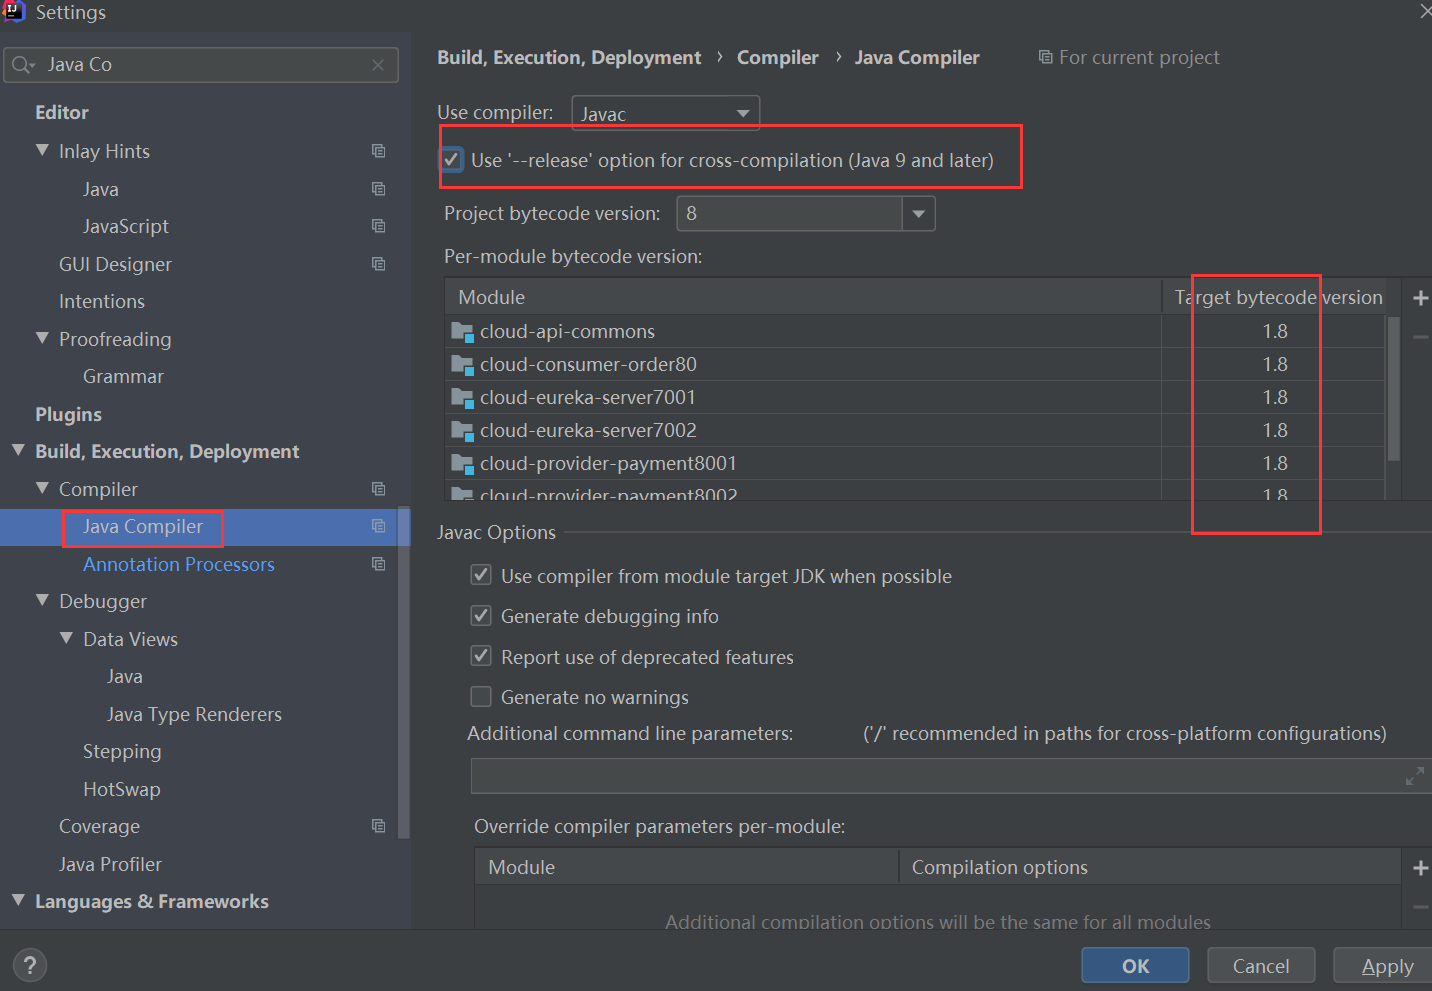 Settings
Java Co
Editor
Inlay Hints
Java
JavaScript
GUI Designer
Intentions
Proofreading
Grammar
Plugins
Build, Execution, Deployment
Compiler
Java Compiler
Annotation Processors
Debugger
Data Views
Java
Java Type Renderers
Stepping
HotSwap
Coverage
Java Profiler
Languages & Frameworks
Build, Execution, Deployment › Compiler › Java Compiler For current project
Use compiler: Javac
Use '--release' option for cross-compilation (Java 9 and later)
Project bytecode version: 8
Per-module bytecode version:
Module Target bytecode version
cloud-api-commons 1.8
cloud-consumer-order80 1.8
cloud-eureka-server7001 1.8
cloud-eureka-server7002 1.8
cloud-provider-payment8001 1.8
cloud-provider-payment8002 1.8
Javac Options
Use compiler from module target JDK when possible
Generate debugging info
Report use of deprecated features
Generate no warnings
Additional command line parameters: ('/' recommended in paths for cross-platform configurations)
Override compiler parameters per-module:
Module Compilation options
Additional compilation options will be the same for all modules
? OK Cancel Apply